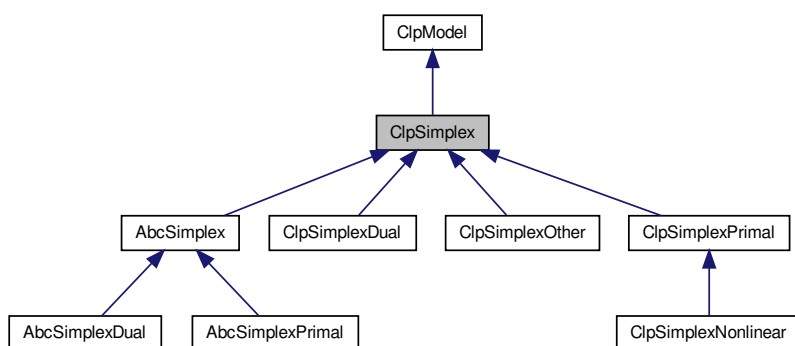 ClpModel
ClpSimplex
AbcSimplex
ClpSimplexDual
ClpSimplexOther
ClpSimplexPrimal
AbcSimplexDual
AbcSimplexPrimal
ClpSimplexNonlinear